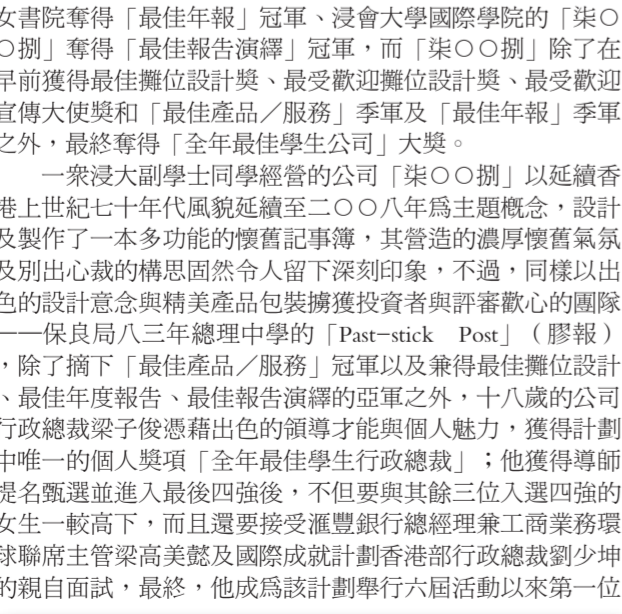 女書院奪得「最佳年報」冠軍、浸會大學國際學院的「柒○
○捌」奪得「最佳報告演繹」冠軍，而「柒○○捌」除了在
早前獲得最佳攤位設計獎、最受歡迎攤位設計獎、最受歡迎
宣傳大使獎和「最佳產品／服務」季軍及「最佳年報」季軍
之外，最終奪得「全年最佳學生公司」大獎。
一衆浸大副學士同學經營的公司「柒○○捌」以延續香
港上世紀七十年代風貌延續至二○○八年爲主題概念，設計
及製作了一本多功能的懷舊記事簿，其營造的濃厚懷舊氣氛
及別出心裁的構思固然令人留下深刻印象，不過，同樣以出
色的設計意念與精美產品包裝擄獲投資者與評審歡心的團隊
——保良局八三年總理中學的「Past-stick Post」（膠報）
，除了摘下「最佳產品／服務」冠軍以及兼得最佳攤位設計
、最佳年度報告、最佳報告演繹的亞軍之外，十八歲的公司
行政總裁梁子俊憑藉出色的領導才能與個人魅力，獲得計劃
中唯一的個人獎項「全年最佳學生行政總裁」；他獲得導師
提名甄選並進入最後四強後，不但要與其餘三位入選四強的
女生一較高下，而且還要接受滙豐銀行總經理兼工商業務環
球聯席主管梁高美懿及國際成就計劃香港部行政總裁劉少坤
的親自面試，最終，他成爲該計劃舉行六屆活動以來第一位